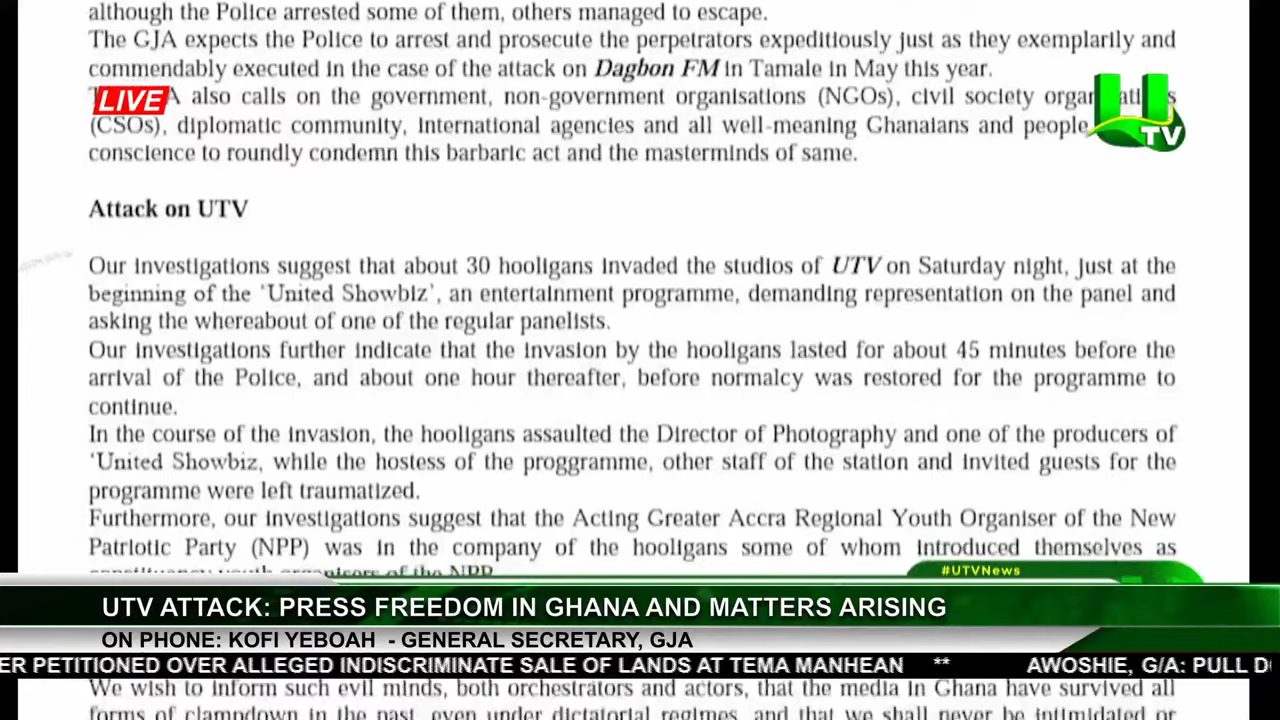 although the Police arrested some of them, others managed to escape.
The GJA expects the Police to arrest and prosecute the perpetrators expeditiously just as they exemplarily and
commendably executed in the case of the attack on Dagbon FM in Tamale in May this year.
LIVE
also calls on the government, non-government organisations (NGOs), civil society
(CSOs), diplomatic community, international agencies and all well-meaning Ghanaians and people
conscience to roundly condemn this barbaric act and the masterminds of same.
U
TV
Attack on UTV
Our investigations suggest that about 30 hooligans invaded the studios of UTV on Saturday night, just at the
beginning of the ‘United Showbiz’, an entertainment programme, demanding representation on the panel and
asking the whereabout of one of the regular panelists.
Our investigations further indicate that the invasion by the hooligans lasted for about 45 minutes before the
arrival of the Police, and about one hour thereafter, before normalcy was restored for the programme to
continue.
In the course of the invasion, the hooligans assaulted the Director of Photography and one of the producers of
‘United Showbiz, while the hostess of the proggramme, other staff of the station and invited guests for the
programme were left traumatized.
Furthermore, our investigations suggest that the Acting Greater Accra Regional Youth Organiser of the New
Patriotic Party (NPP) was in the company of the hooligans some of whom introduced themselves as
constituency youth organisers of the NPP
#UTVNews
UTV ATTACK: PRESS FREEDOM IN GHANA AND MATTERS ARISING
ON PHONE: KOFI YEBOAH - GENERAL SECRETARY, GJA
ER PETITIONED OVER ALLEGED INDISCRIMINATE SALE OF LANDS AT TEMA MANHEAN ** AWOSHIE, G/A: PULL D
We wish to inform such evil minds, both orchestrators and actors, that the media in Ghana have survived all
forms of clampdown in the past, even under dictatorial regimes, and that we shall never be intimidated or